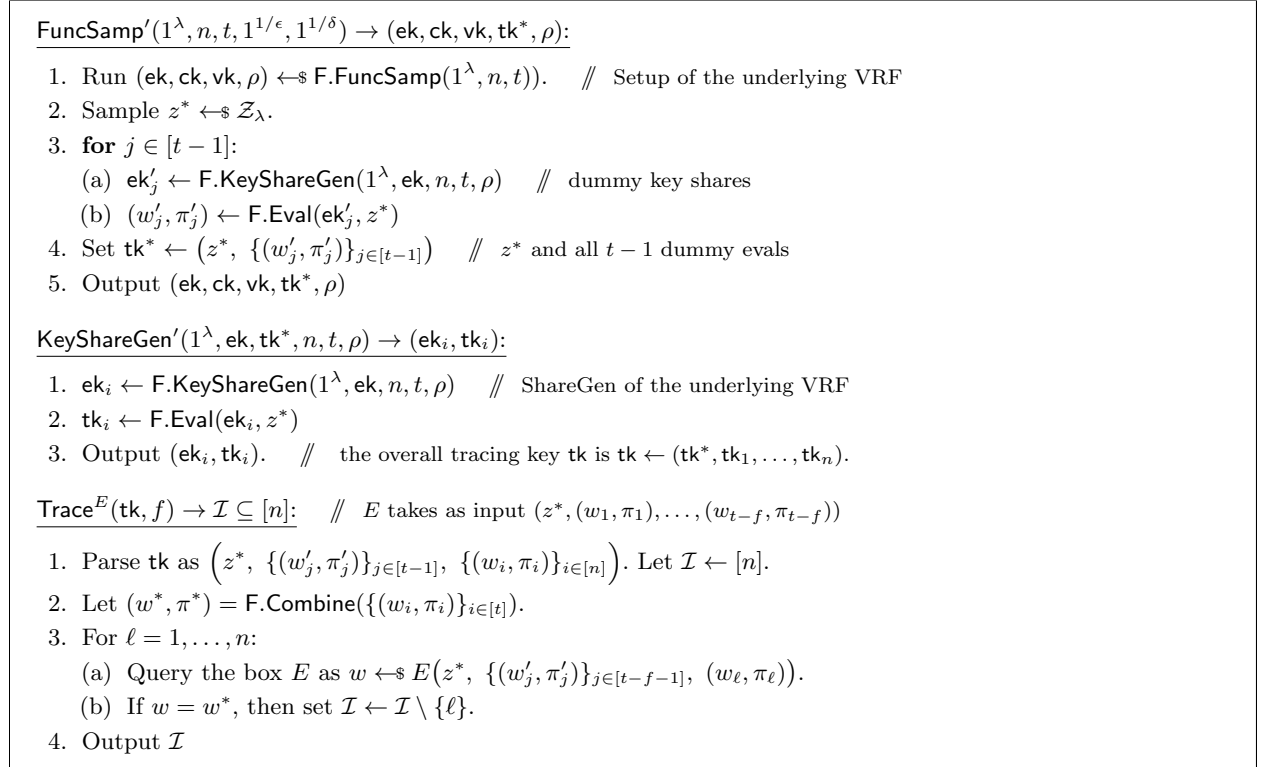 FuncSamp′(1^λ, n, t, 1^{1/ϵ}, 1^{1/δ}) → (ek, ck, vk, tk*, ρ):
1. Run (ek, ck, vk, ρ) ←$ F.FuncSamp(1^λ, n, t)). // Setup of the underlying VRF
2. Sample z* ←$ 𝒵_λ.
3. for j ∈ [t − 1]:
(a) ek′_j ← F.KeyShareGen(1^λ, ek, n, t, ρ) // dummy key shares
(b) (w′_j, π′_j) ← F.Eval(ek′_j, z*)
4. Set tk* ← (z*, {(w′_j, π′_j)}_{j∈[t−1]}) // z* and all t − 1 dummy evals
5. Output (ek, ck, vk, tk*, ρ)
KeyShareGen′(1^λ, ek, tk*, n, t, ρ) → (ek_i, tk_i):
1. ek_i ← F.KeyShareGen(1^λ, ek, n, t, ρ) // ShareGen of the underlying VRF
2. tk_i ← F.Eval(ek_i, z*)
3. Output (ek_i, tk_i). // the overall tracing key tk is tk ← (tk*, tk_1, . . . , tk_n).
Trace^E(tk, f) → ℐ ⊆ [n]: // E takes as input (z*, (w_1, π_1), . . . , (w_{t−f}, π_{t−f}))
1. Parse tk as (z*, {(w′_j, π′_j)}_{j∈[t−1]}, {(w_i, π_i)}_{i∈[n]}). Let ℐ ← [n].
2. Let (w*, π*) = F.Combine({(w_i, π_i)}_{i∈[t]}).
3. For ℓ = 1, . . . , n:
(a) Query the box E as w ←$ E(z*, {(w′_j, π′_j)}_{j∈[t−f−1]}, (w_ℓ, π_ℓ)).
(b) If w = w*, then set ℐ ← ℐ \ {ℓ}.
4. Output ℐ